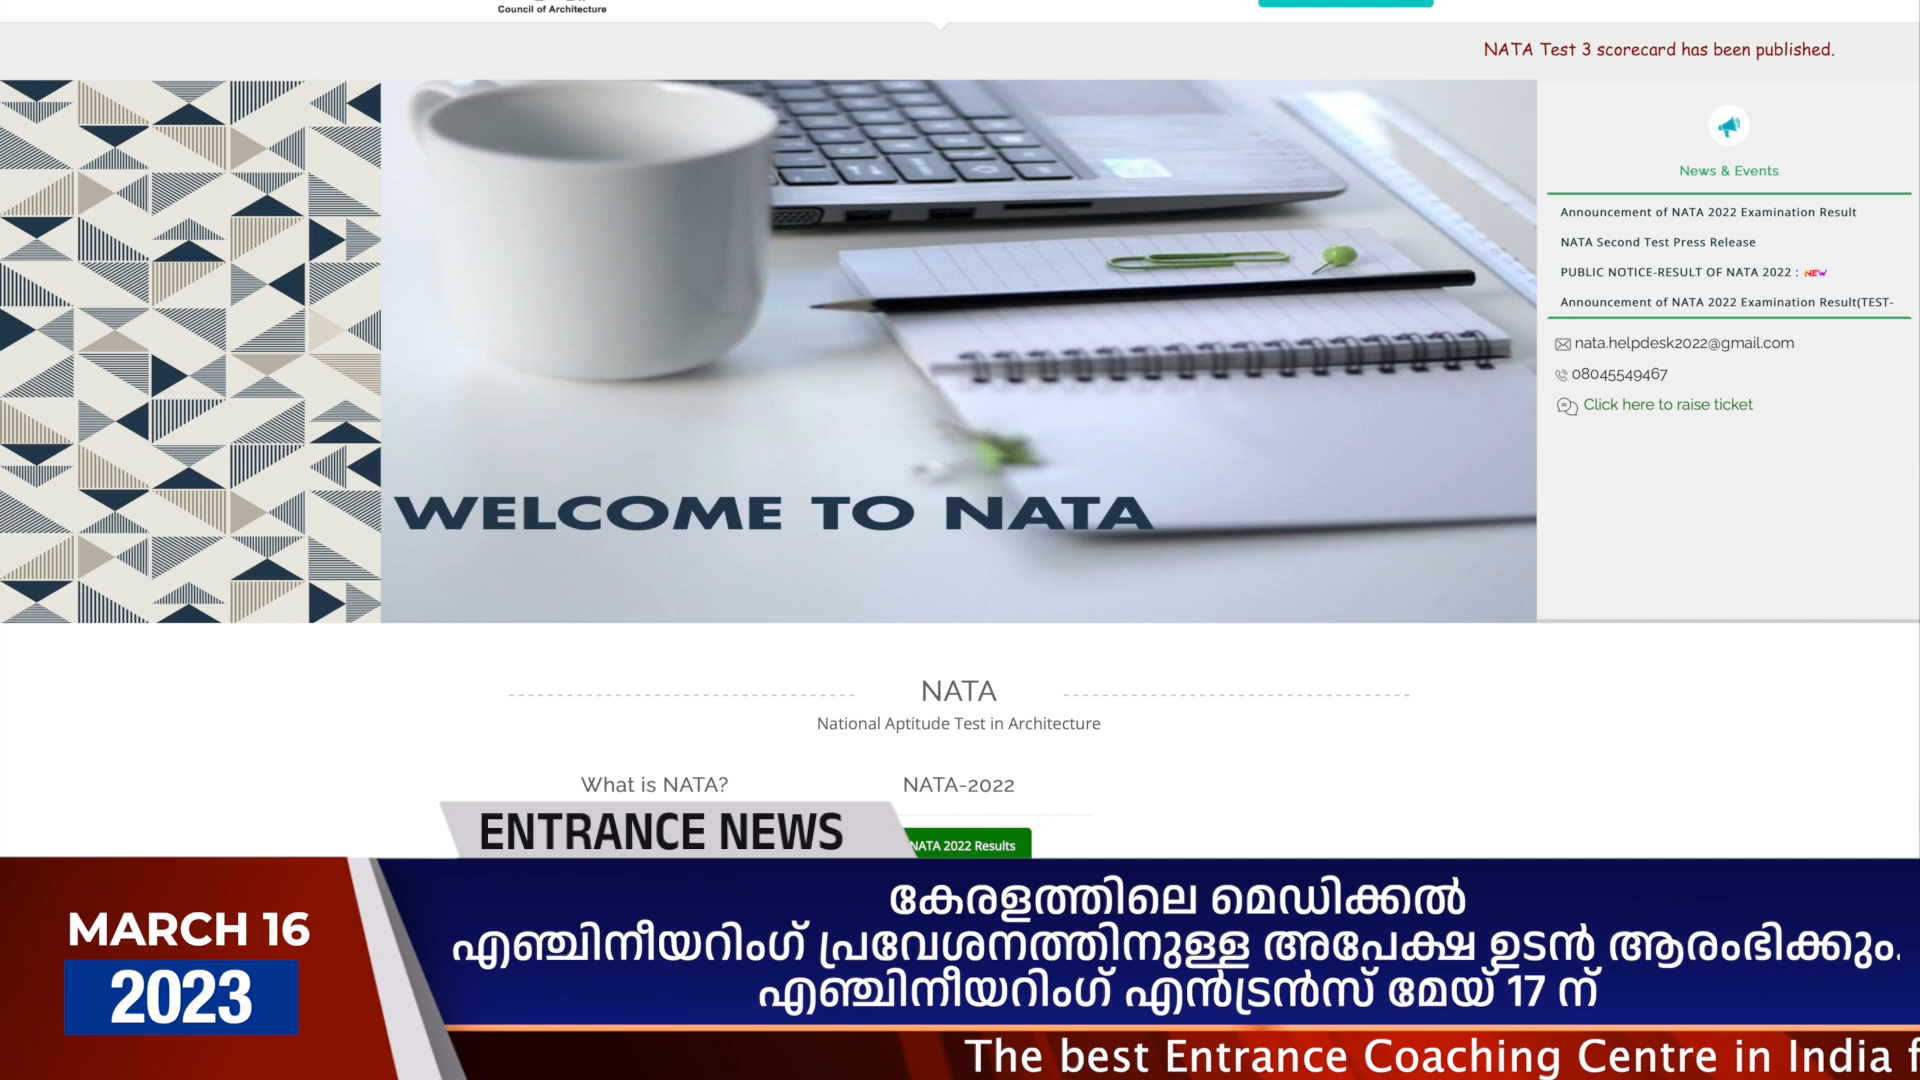 Council of Architecture
NATA Test 3 scorecard has been published.
News & Events
Announcement of NATA 2022 Examination Result
NATA Second Test Press Release
PUBLIC NOTICE-RESULT OF NATA 2022 : NEW
Announcement of NATA 2022 Examination Result(TEST-
nata.helpdesk2022@gmail.com
08045549467
Click here to raise ticket
WELCOME TO NATA
NATA
National Aptitude Test in Architecture
What is NATA?
NATA-2022
NATA 2022 Results
ENTRANCE NEWS
MARCH 16
2023
കേരളത്തിലെ മെഡിക്കൽ
എഞ്ചിനീയറിംഗ് പ്രവേശനത്തിനുള്ള അപേക്ഷ ഉടൻ ആരംഭിക്കും.
എഞ്ചിനീയറിംഗ് എൻട്രൻസ് മേയ് 17 ന്
The best Entrance Coaching Centre in India f